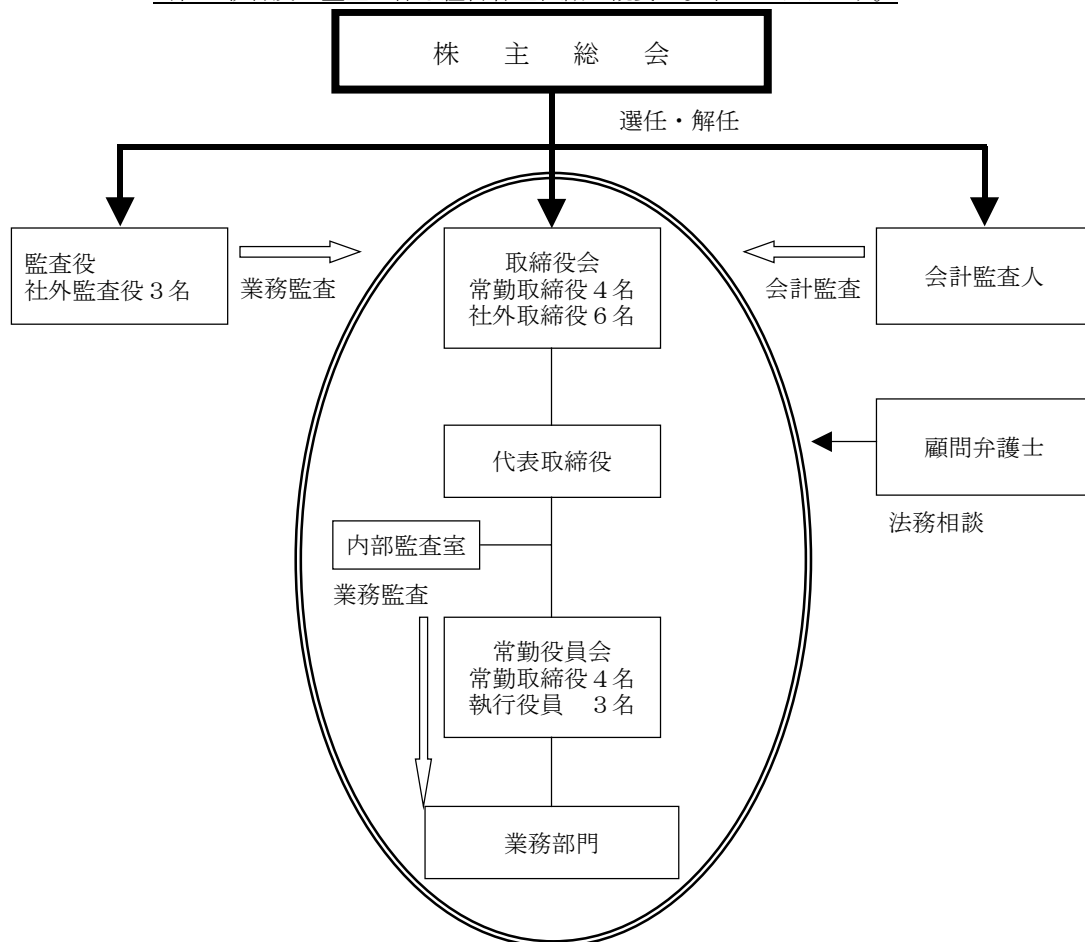 株　主　総　会
選任・解任
監査役
社外監査役３名
業務監査
取締役会
常勤取締役４名
社外取締役６名
会計監査
会計監査人
代表取締役
顧問弁護士
法務相談
内部監査室
業務監査
常勤役員会
常勤取締役４名
執行役員　３名
業務部門